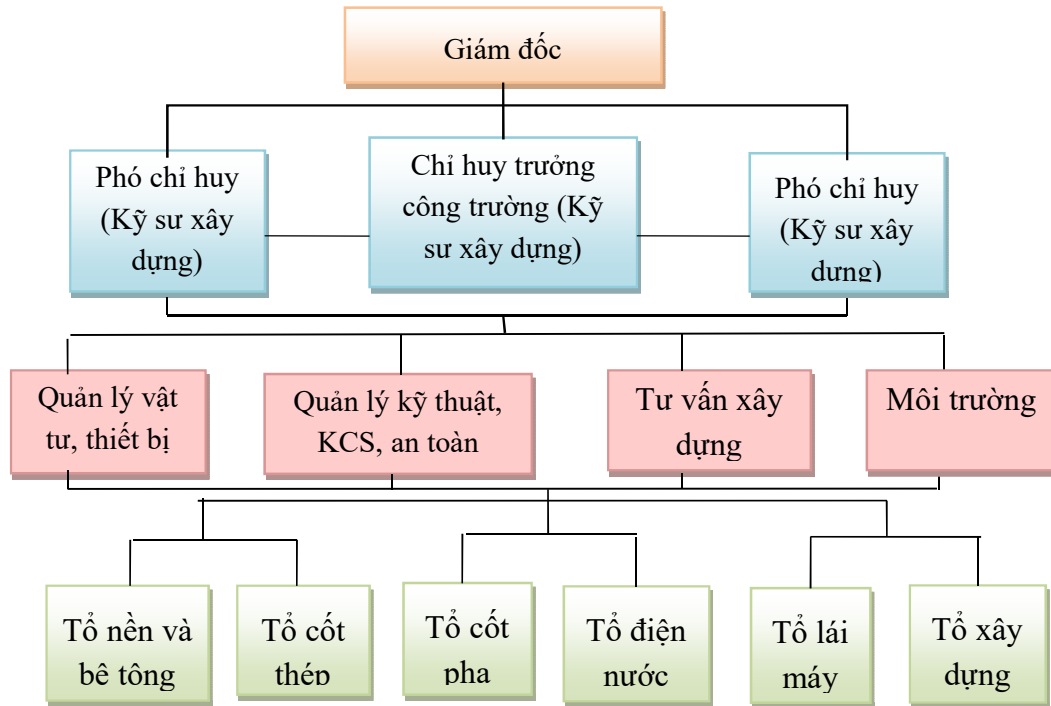 Giám đốc
Phó chỉ huy
(Kỹ sư xây
dựng)
Chỉ huy trưởng
công trường (Kỹ
sư xây dựng)
Phó chỉ huy
(Kỹ sư xây
dựng)
Quản lý vật
tư, thiết bị
Quản lý kỹ thuật,
KCS, an toàn
Tư vấn xây
dựng
Môi trường
Tổ nền và
bê tông
Tổ cốt
thép
Tổ cốt
pha
Tổ điện
nước
Tổ lái
máy
Tổ xây
dựng